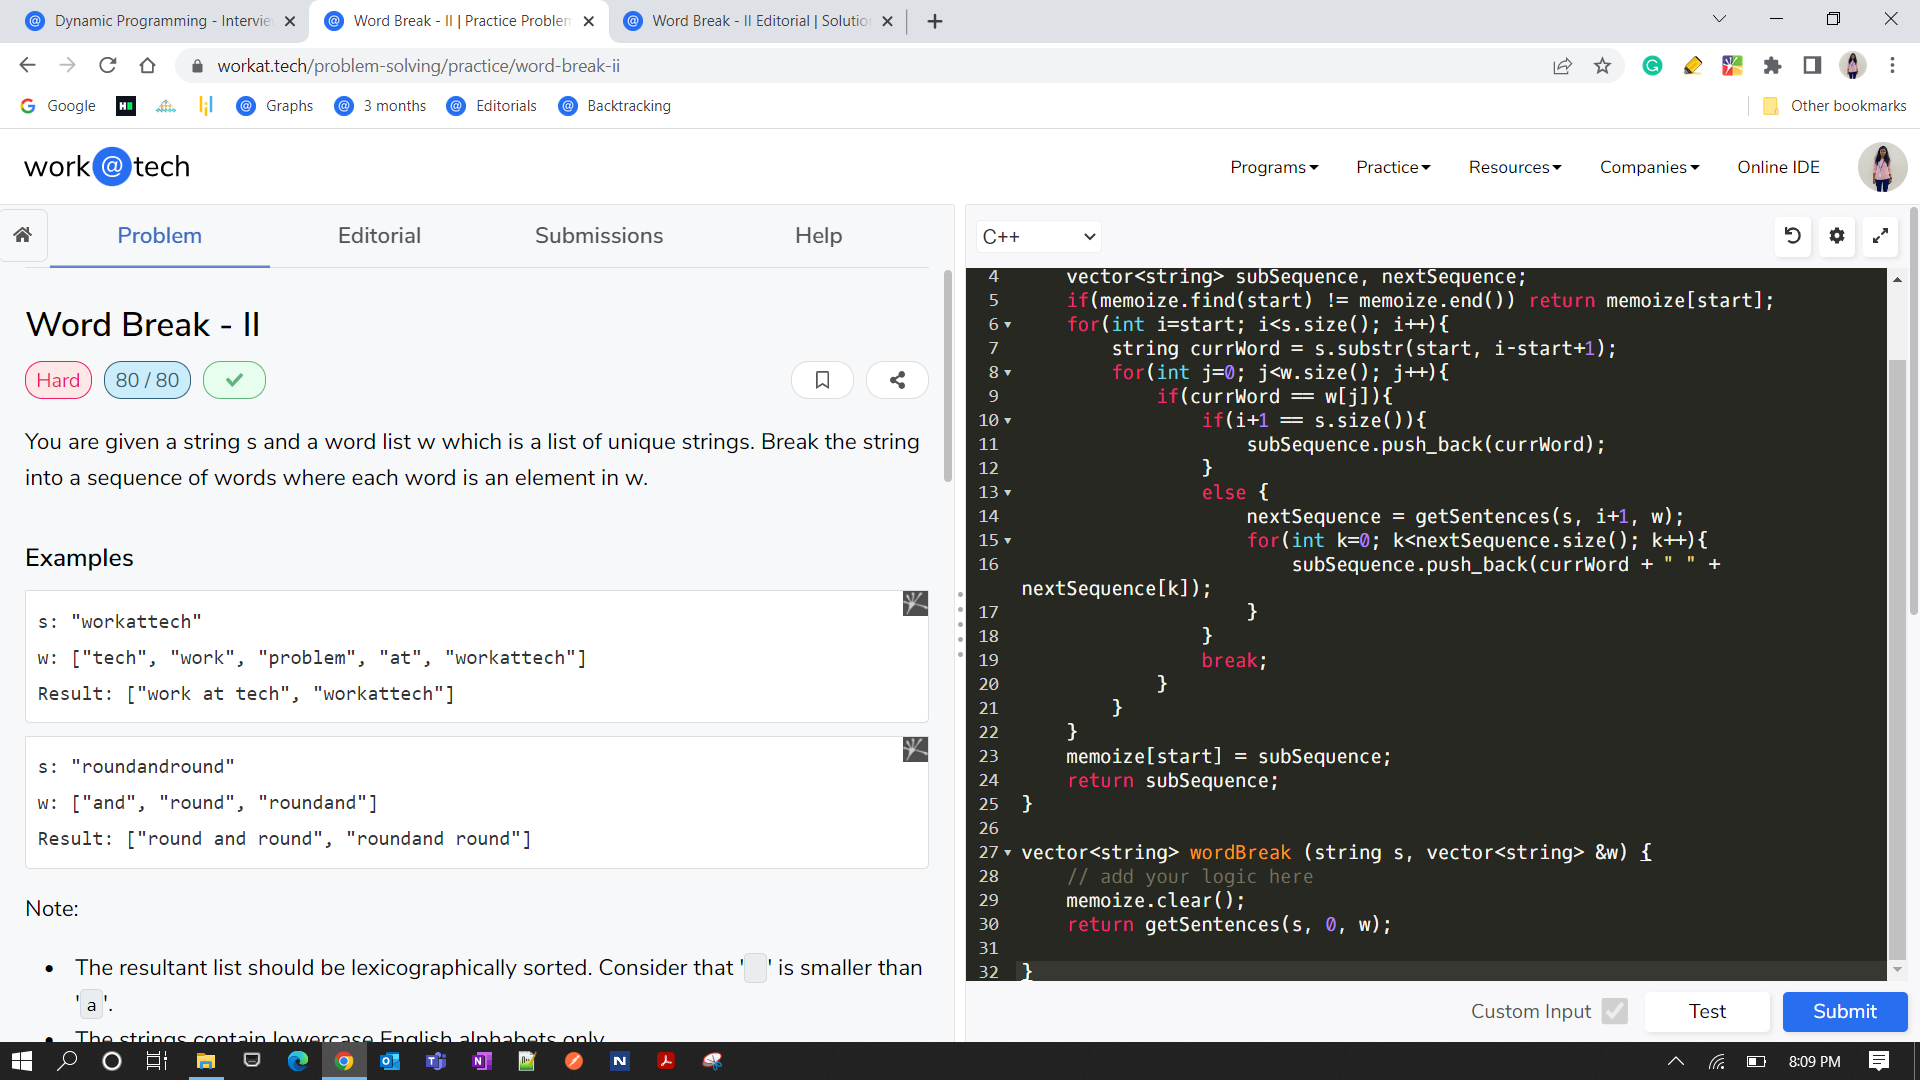 Dynamic Programming - Intervie
Word Break - II | Practice Problem
Word Break - II Editorial | Solutio
workat.tech/problem-solving/practice/word-break-ii
Google
Graphs
3 months
Editorials
Backtracking
Other bookmarks
work@tech
Programs
Practice
Resources
Companies
Online IDE
Problem
Editorial
Submissions
Help
C++
Word Break - II
Hard
80 / 80
You are given a string s and a word list w which is a list of unique strings. Break the string
into a sequence of words where each word is an element in w.
Examples
s: "workattech"
w: ["tech", "work", "problem", "at", "workattech"]
Result: ["work at tech", "workattech"]
s: "roundandround"
w: ["and", "round", "roundand"]
Result: ["round and round", "roundand round"]
Note:
• The resultant list should be lexicographically sorted. Consider that ' ' is smaller than
'a'.
• The strings contain lowercase English alphabets only.
4 vector<string> subSequence, nextSequence;
5 if(memoize.find(start) != memoize.end()) return memoize[start];
6 for(int i=start; i<s.size(); i++){
7 string currWord = s.substr(start, i-start+1);
8 for(int j=0; j<w.size(); j++){
9 if(currWord == w[j]){
10 if(i+1 == s.size()){
11 subSequence.push_back(currWord);
12 }
13 else {
14 nextSequence = getSentences(s, i+1, w);
15 for(int k=0; k<nextSequence.size(); k++){
16 subSequence.push_back(currWord + " " +
nextSequence[k]);
17 }
18 }
19 break;
20 }
21 }
22 }
23 memoize[start] = subSequence;
24 return subSequence;
25 }
26
27 vector<string> wordBreak (string s, vector<string> &w) {
28 // add your logic here
29 memoize.clear();
30 return getSentences(s, 0, w);
31
32 }
Custom Input
Test
Submit
8:09 PM